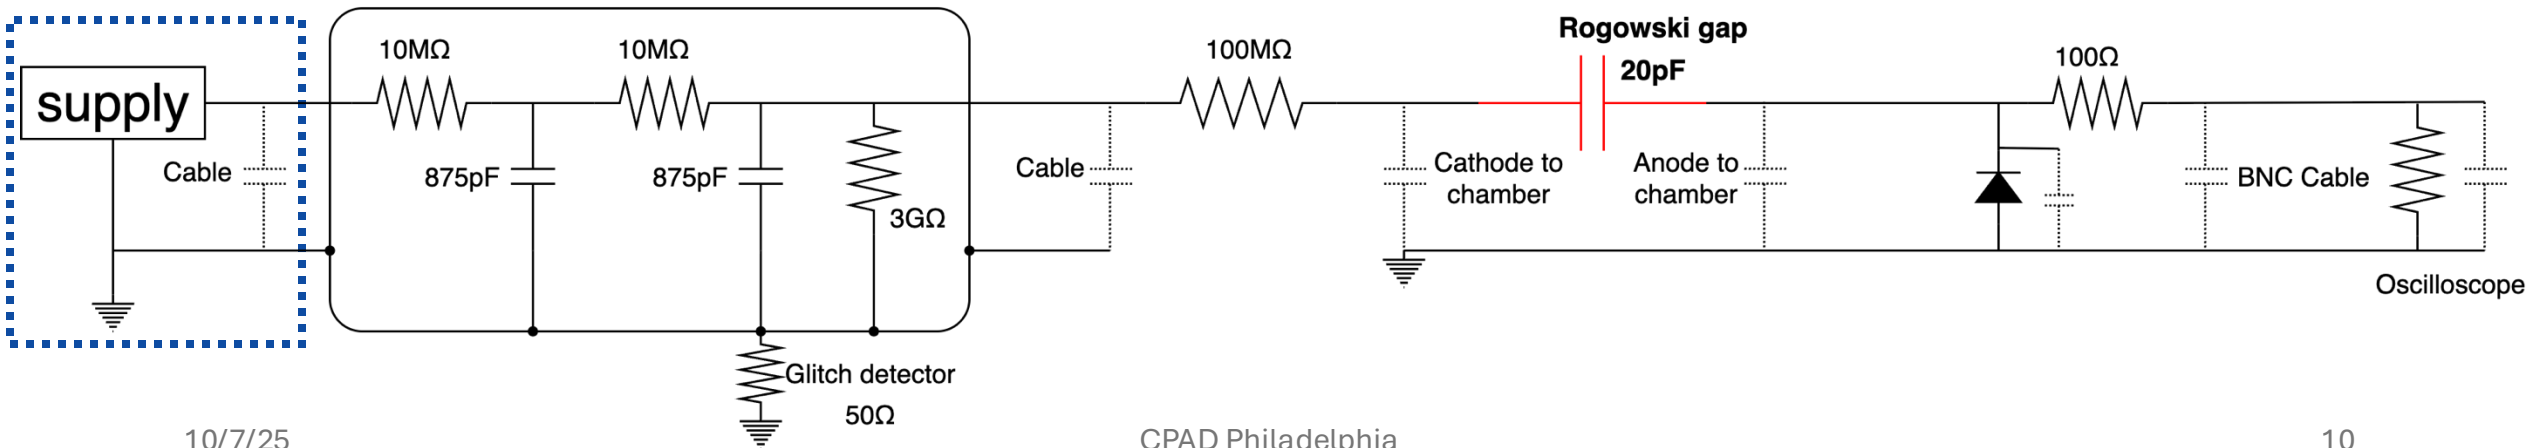 Rogowski gap
10MΩ
10MΩ
100MΩ
20pF
100Ω
supply
Cable
875pF
875pF
3GΩ
Cable
Cathode to
chamber
Anode to
chamber
BNC Cable
Oscilloscope
Glitch detector
50Ω
10/7/25
CPAD Philadelphia
10